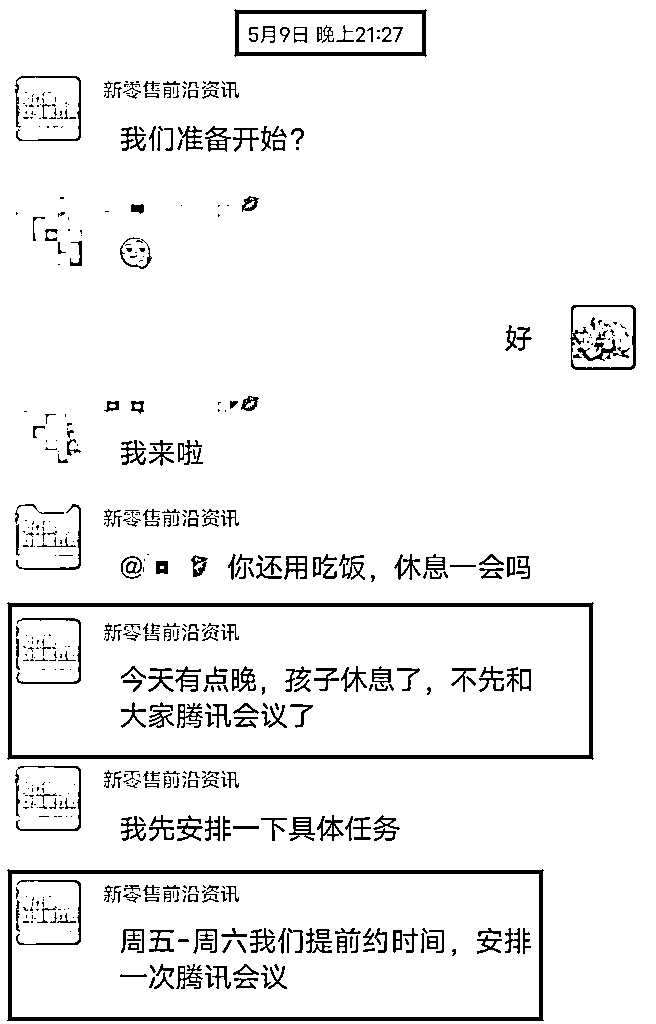 5月9日 晚上21:27
新零售前沿资讯
我们准备开始？
好
我来啦
新零售前沿资讯
@ 你还用吃饭，休息一会吗
新零售前沿资讯
今天有点晚，孩子休息了，不先和
大家腾讯会议了
新零售前沿资讯
我先安排一下具体任务
新零售前沿资讯
周五-周六我们提前约时间，安排
一次腾讯会议